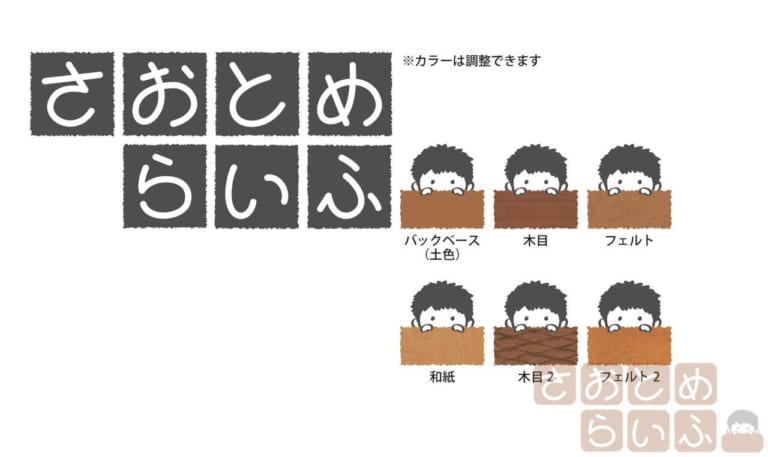 さおとめ
らいふ
※カラーは調整できます
バックベース
（土色）
木目
フェルト
和紙
木目 2
フェルト 2
さおとめ
らいふ